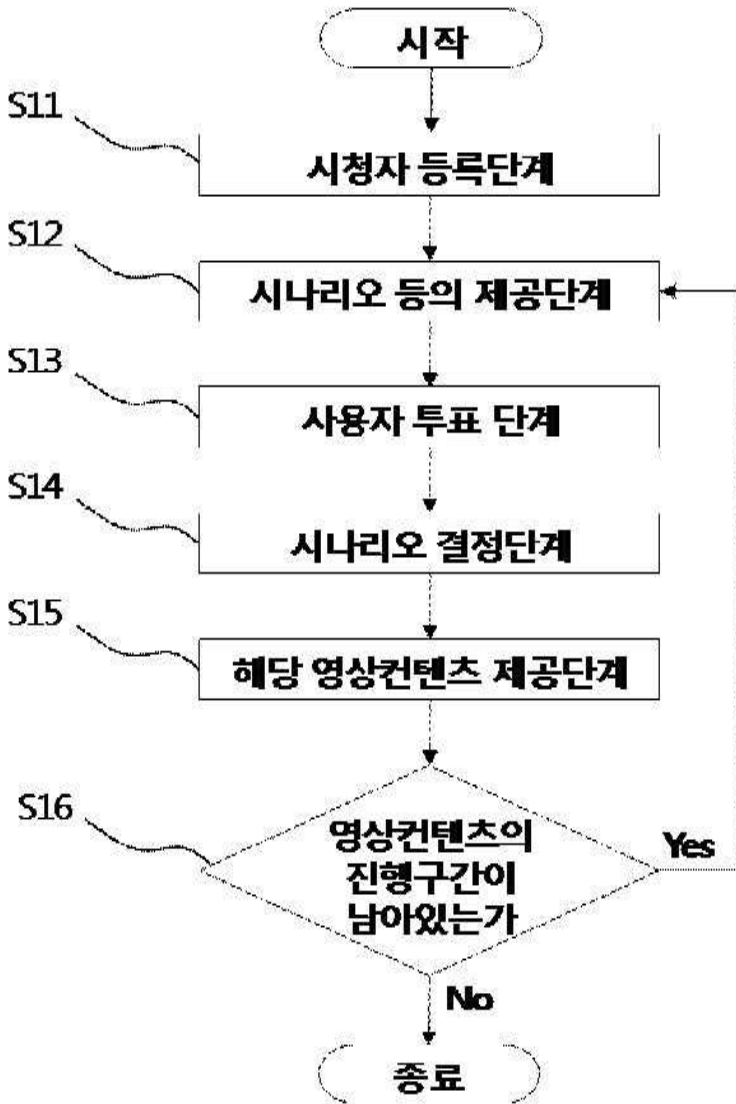 시작
S11
시청자 등록단계
S12
시나리오 등의 제공단계
S13
사용자 투표 단계
S14
시나리오 결정단계
S15
해당 영상컨텐츠 제공단계
S16
영상컨텐츠의
진행구간이
남아있는가
Yes
No
종료